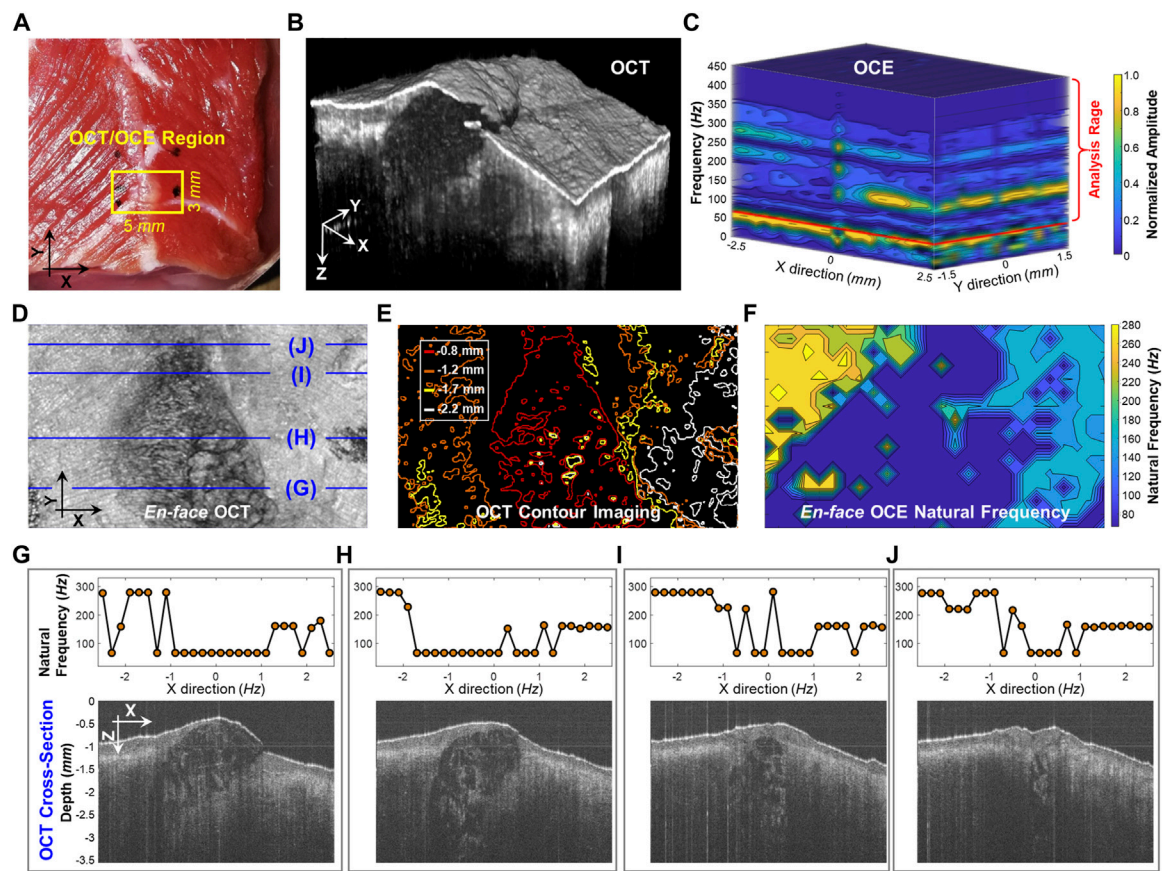 A
OCT/OCE Region
3 mm
5 mm
Y
X
B
OCT
Y
X
Z
C
OCE
Frequency (Hz)
450
400
350
300
250
200
150
100
50
0
-2.5
0
2.5
X direction (mm)
-1.5
0
1.5
Y direction (mm)
Analysis Rage
1.0
0.8
0.6
0.4
0.2
0
Normalized Amplitude
D
(J)
(I)
(H)
(G)
Y
X
En-face OCT
E
-0.8 mm
-1.2 mm
-1.7 mm
-2.2 mm
OCT Contour Imaging
F
En-face OCE Natural Frequency
280
260
240
220
200
180
160
140
120
100
80
Natural Frequency (Hz)
G
Natural
Frequency (Hz)
300
200
100
-2 -1 0 1 2
X direction (Hz)
OCT Cross-Section
Depth (mm)
0
-0.5
-1
-1.5
-2
-2.5
-3
-3.5
X
Z
H
300
200
100
-2 -1 0 1 2
X direction (Hz)
I
300
200
100
-2 -1 0 1 2
X direction (Hz)
J
300
200
100
-2 -1 0 1 2
X direction (Hz)